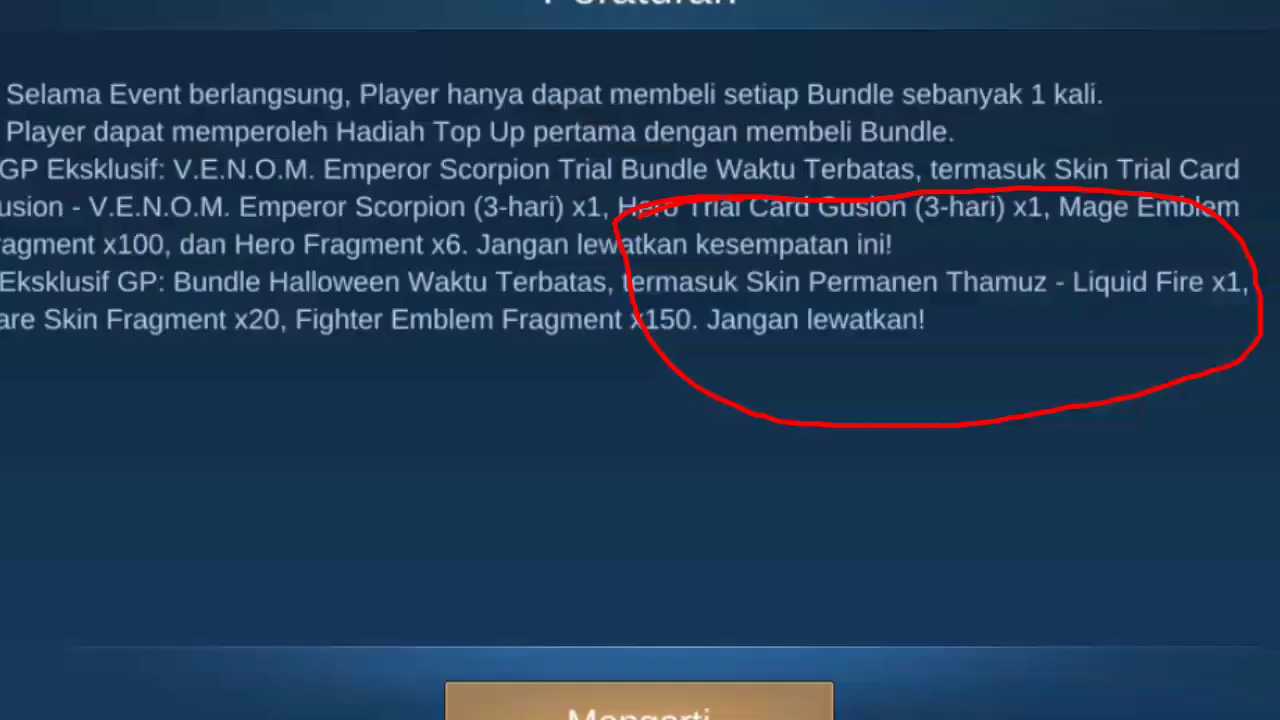 Peraturan
Selama Event berlangsung, Player hanya dapat membeli setiap Bundle sebanyak 1 kali.
Player dapat memperoleh Hadiah Top Up pertama dengan membeli Bundle.
GP Eksklusif: V.E.N.O.M. Emperor Scorpion Trial Bundle Waktu Terbatas, termasuk Skin Trial Card
usion - V.E.N.O.M. Emperor Scorpion (3-hari) x1, Hero Trial Card Gusion (3-hari) x1, Mage Emblem
ragment x100, dan Hero Fragment x6. Jangan lewatkan kesempatan ini!
Eksklusif GP: Bundle Halloween Waktu Terbatas, termasuk Skin Permanen Thamuz - Liquid Fire x1,
are Skin Fragment x20, Fighter Emblem Fragment x150. Jangan lewatkan!
Mengerti